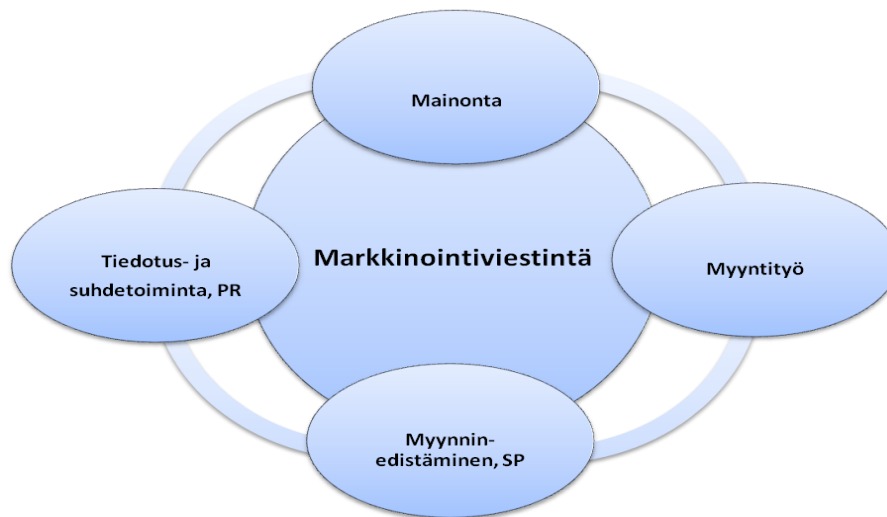 Mainonta
Markkinointiviestintä
Tiedotus- ja
suhdetoiminta, PR
Myyntityö
Myynnin-
edistäminen, SP